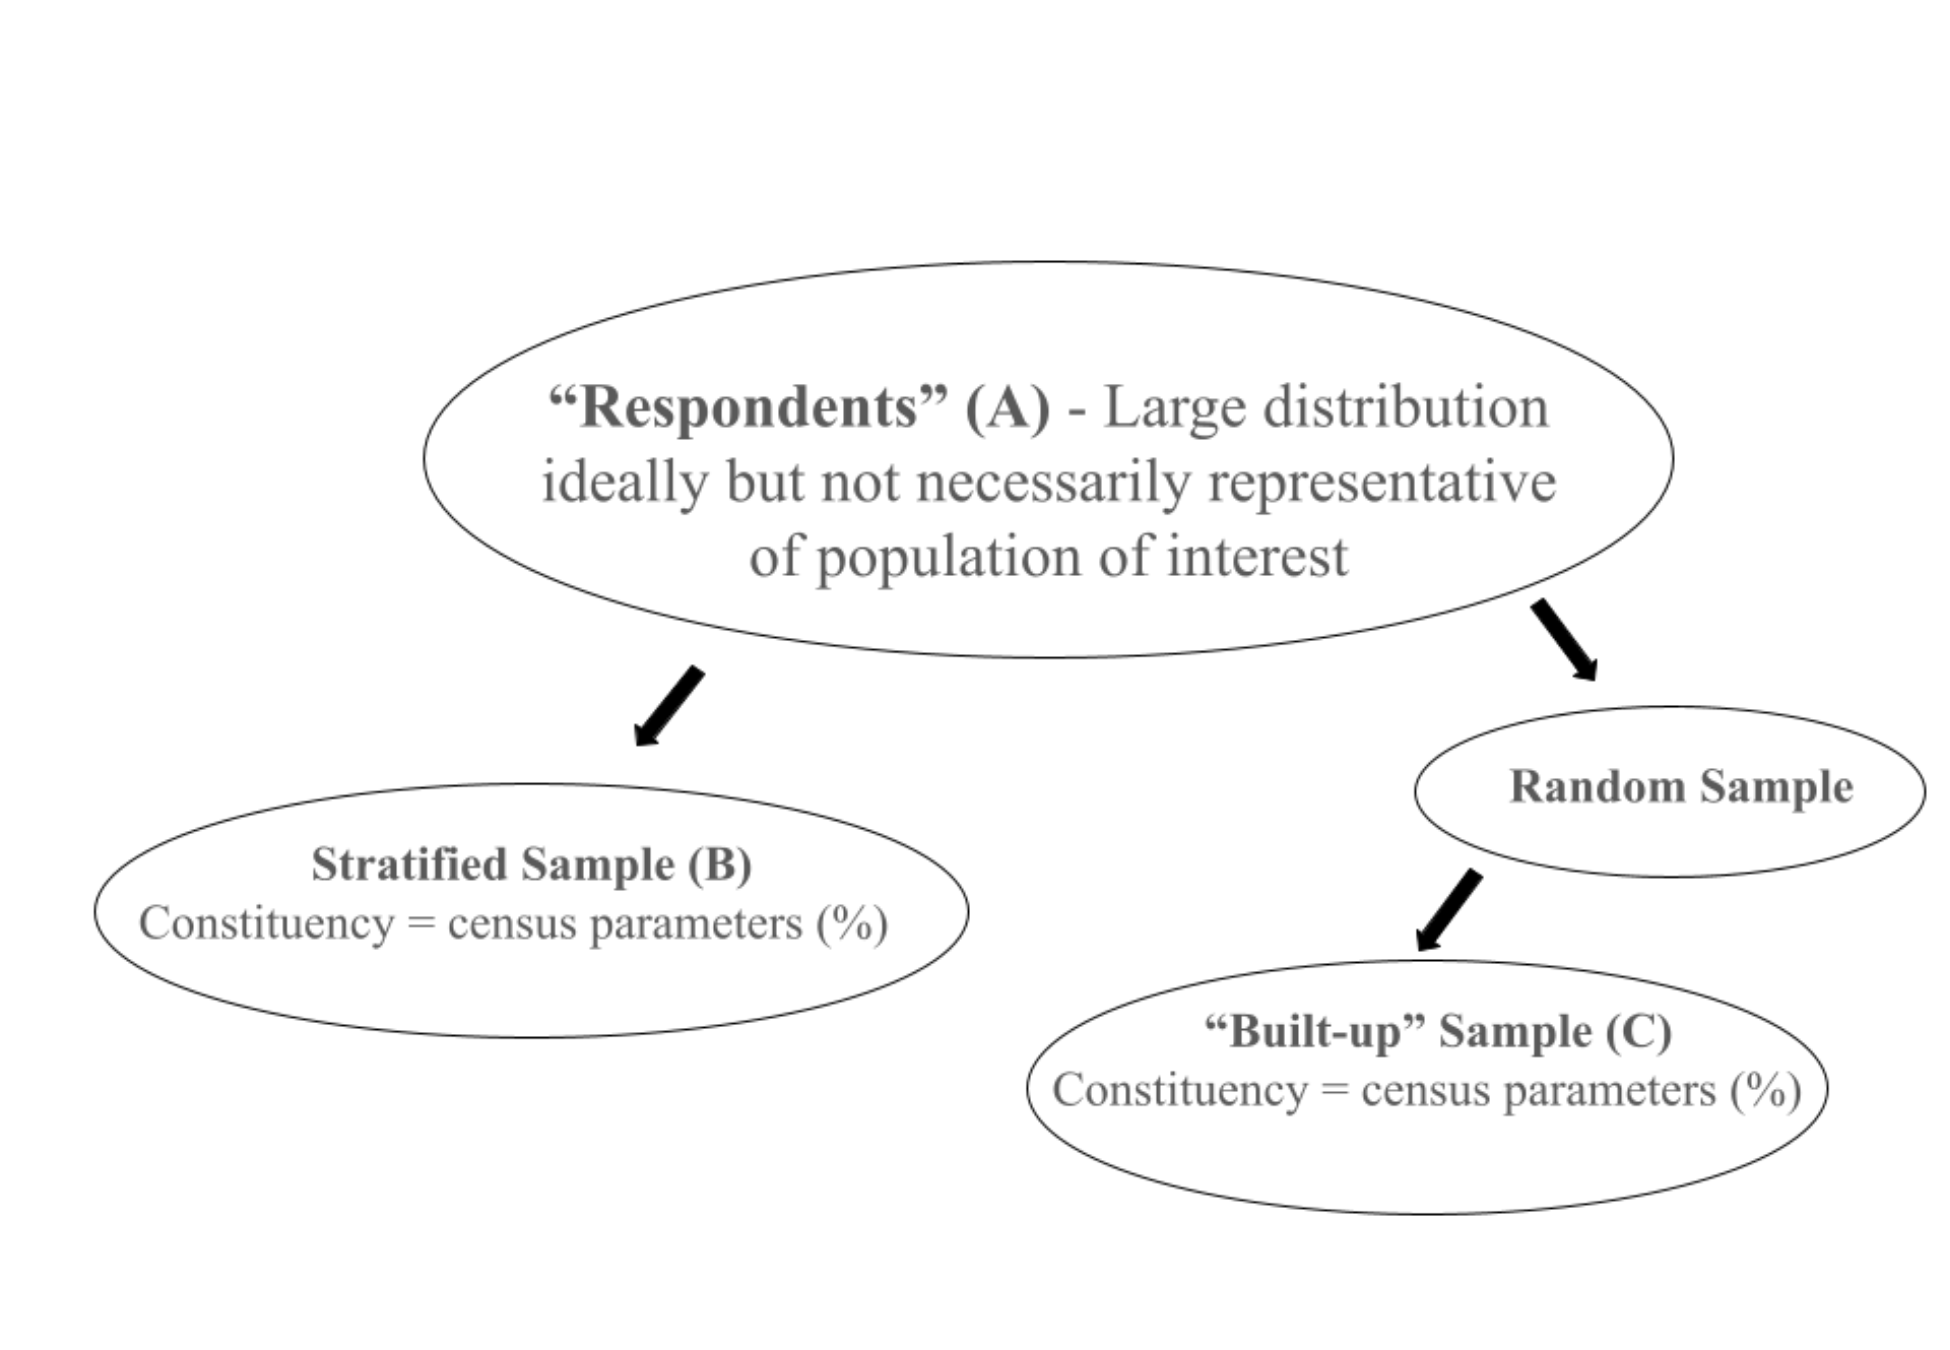 “Respondents” (A) - Large distribution
ideally but not necessarily representative
of population of interest
Random Sample
Stratified Sample (B)
Constituency = census parameters (%)
“Built-up” Sample (C)
Constituency = census parameters (%)